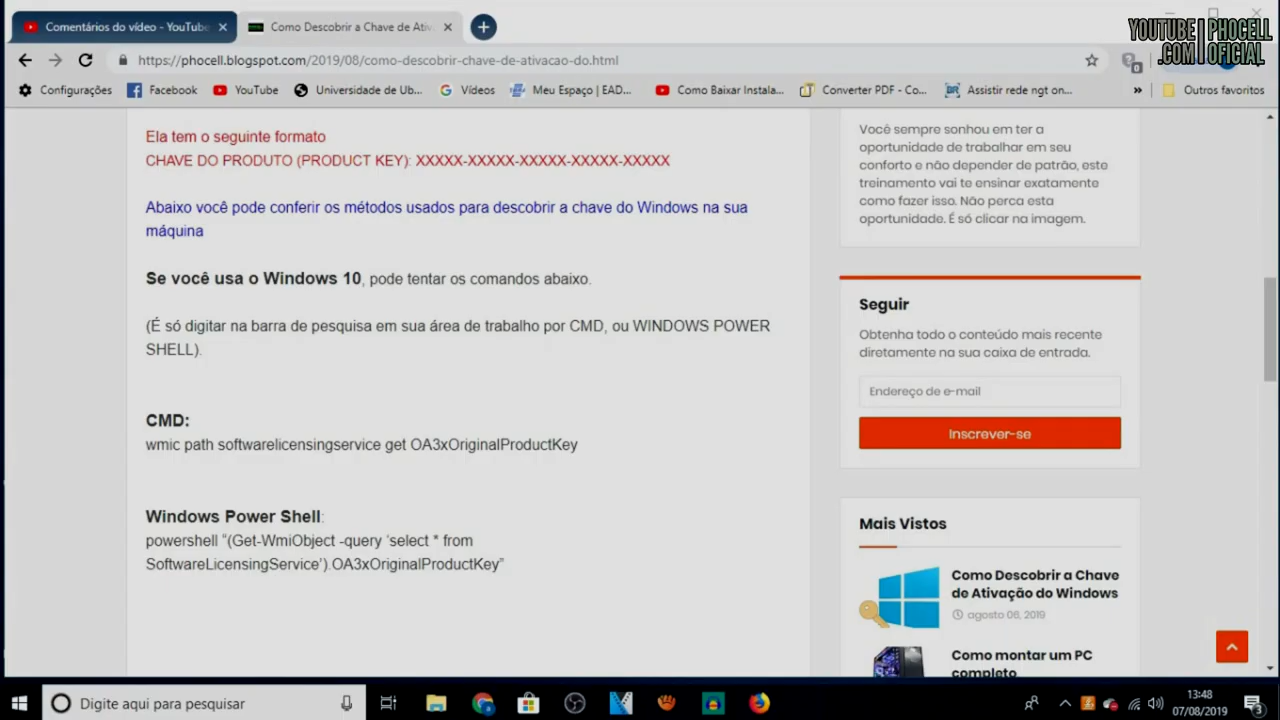 Comentários do vídeo - YouTube
Como Descobrir a Chave de Ativ
YOUTUBE | PHOCELL
.COM | OFICIAL
https://phocell.blogspot.com/2019/08/como-descobrir-chave-de-ativacao-do.html
0
Configurações
Facebook
YouTube
Universidade de Ub...
Vídeos
Meu Espaço | EAD...
Como Baixar Instala...
Converter PDF - Co...
Assistir rede ngt on...
»
Outros favoritos
Ela tem o seguinte formato
CHAVE DO PRODUTO (PRODUCT KEY): XXXXX-XXXXX-XXXXX-XXXXX-XXXXX
Abaixo você pode conferir os métodos usados para descobrir a chave do Windows na sua
máquina
Se você usa o Windows 10, pode tentar os comandos abaixo.
(É só digitar na barra de pesquisa em sua área de trabalho por CMD, ou WINDOWS POWER
SHELL).
CMD:
wmic path softwarelicensingservice get OA3xOriginalProductKey
Windows Power Shell:
powershell “(Get-WmiObject -query ‘select * from
SoftwareLicensingService’).OA3xOriginalProductKey”
Você sempre sonhou em ter a
oportunidade de trabalhar em seu
conforto e não depender de patrão, este
treinamento vai te ensinar exatamente
como fazer isso. Não perca esta
oportunidade. É só clicar na imagem.
Seguir
Obtenha todo o conteúdo mais recente
diretamente na sua caixa de entrada.
Endereço de e-mail
Inscrever-se
Mais Vistos
Como Descobrir a Chave
de Ativação do Windows
agosto 06, 2019
Como montar um PC
completo
Digite aqui para pesquisar
13:48
07/08/2019
3